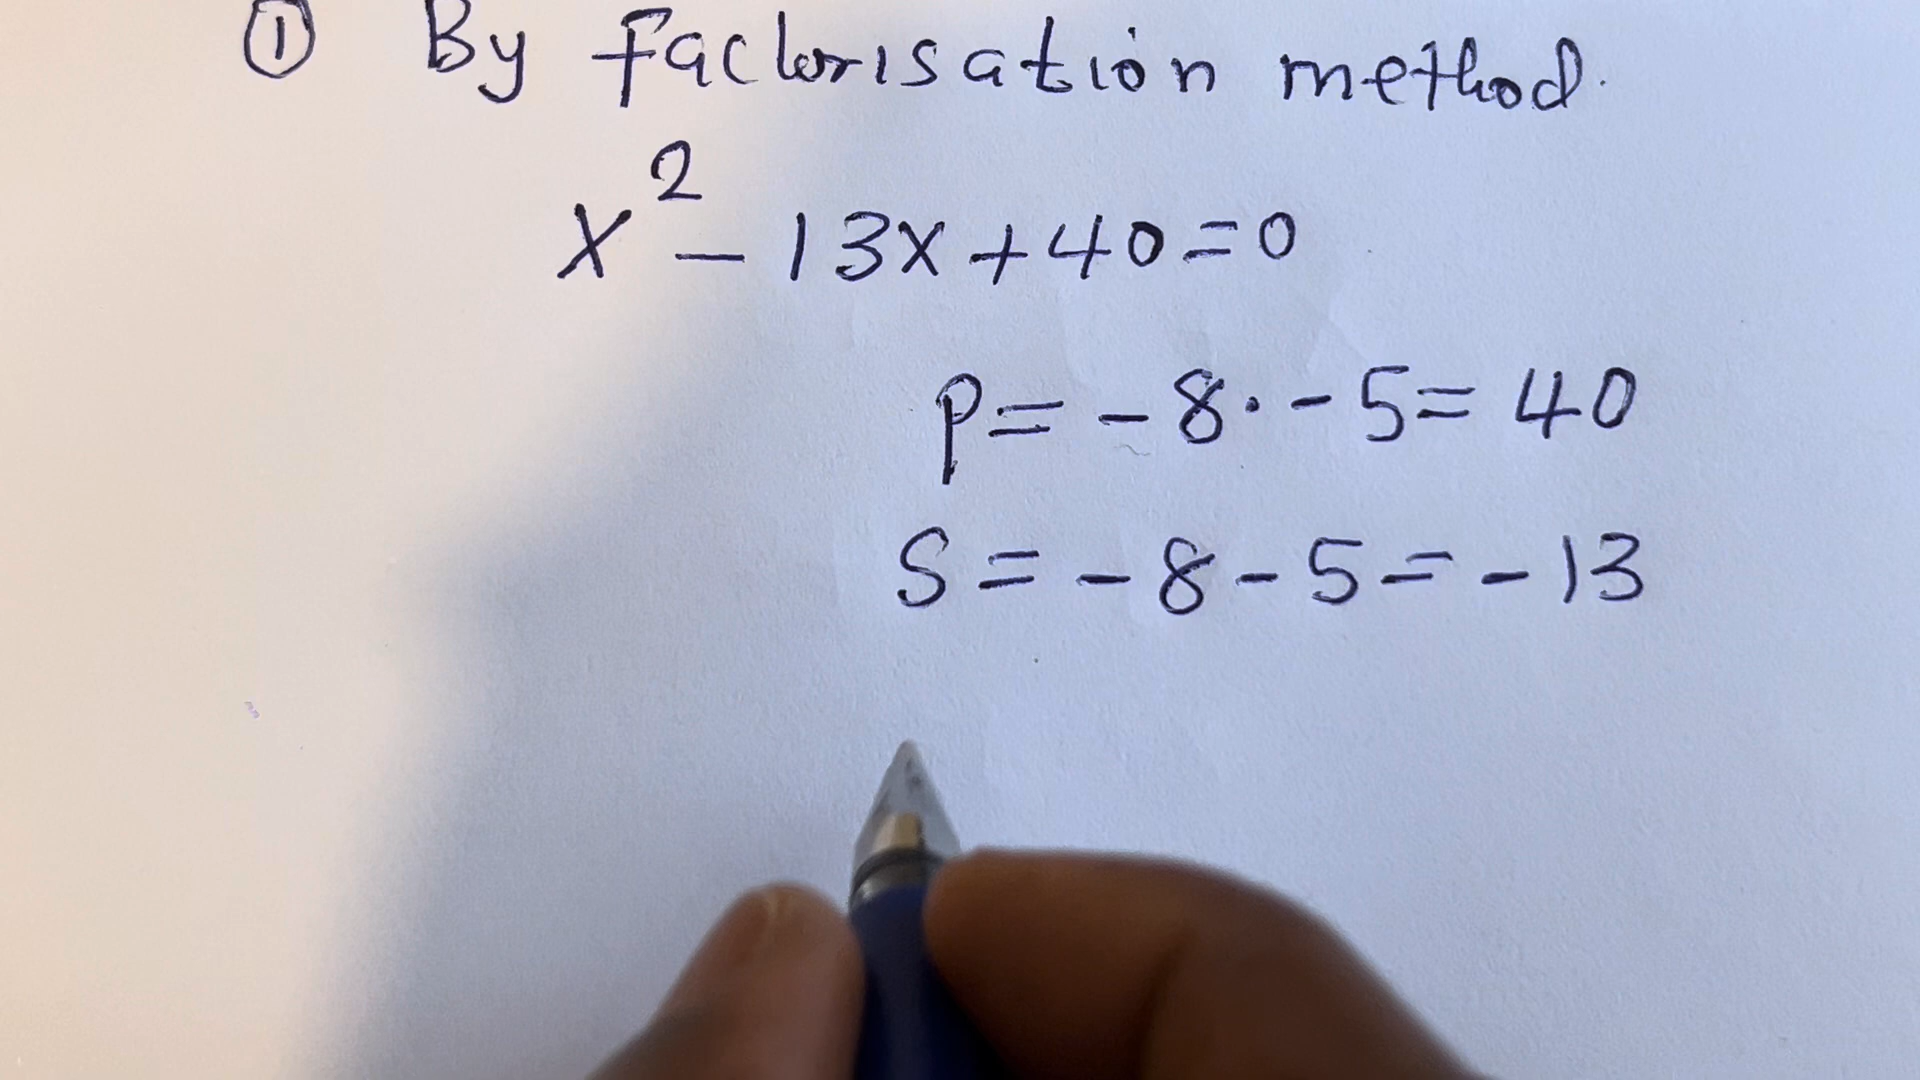 ① By Factorisation method.
x² - 13x + 40 = 0
P = - 8 · - 5 = 40
S = - 8 - 5 = - 13